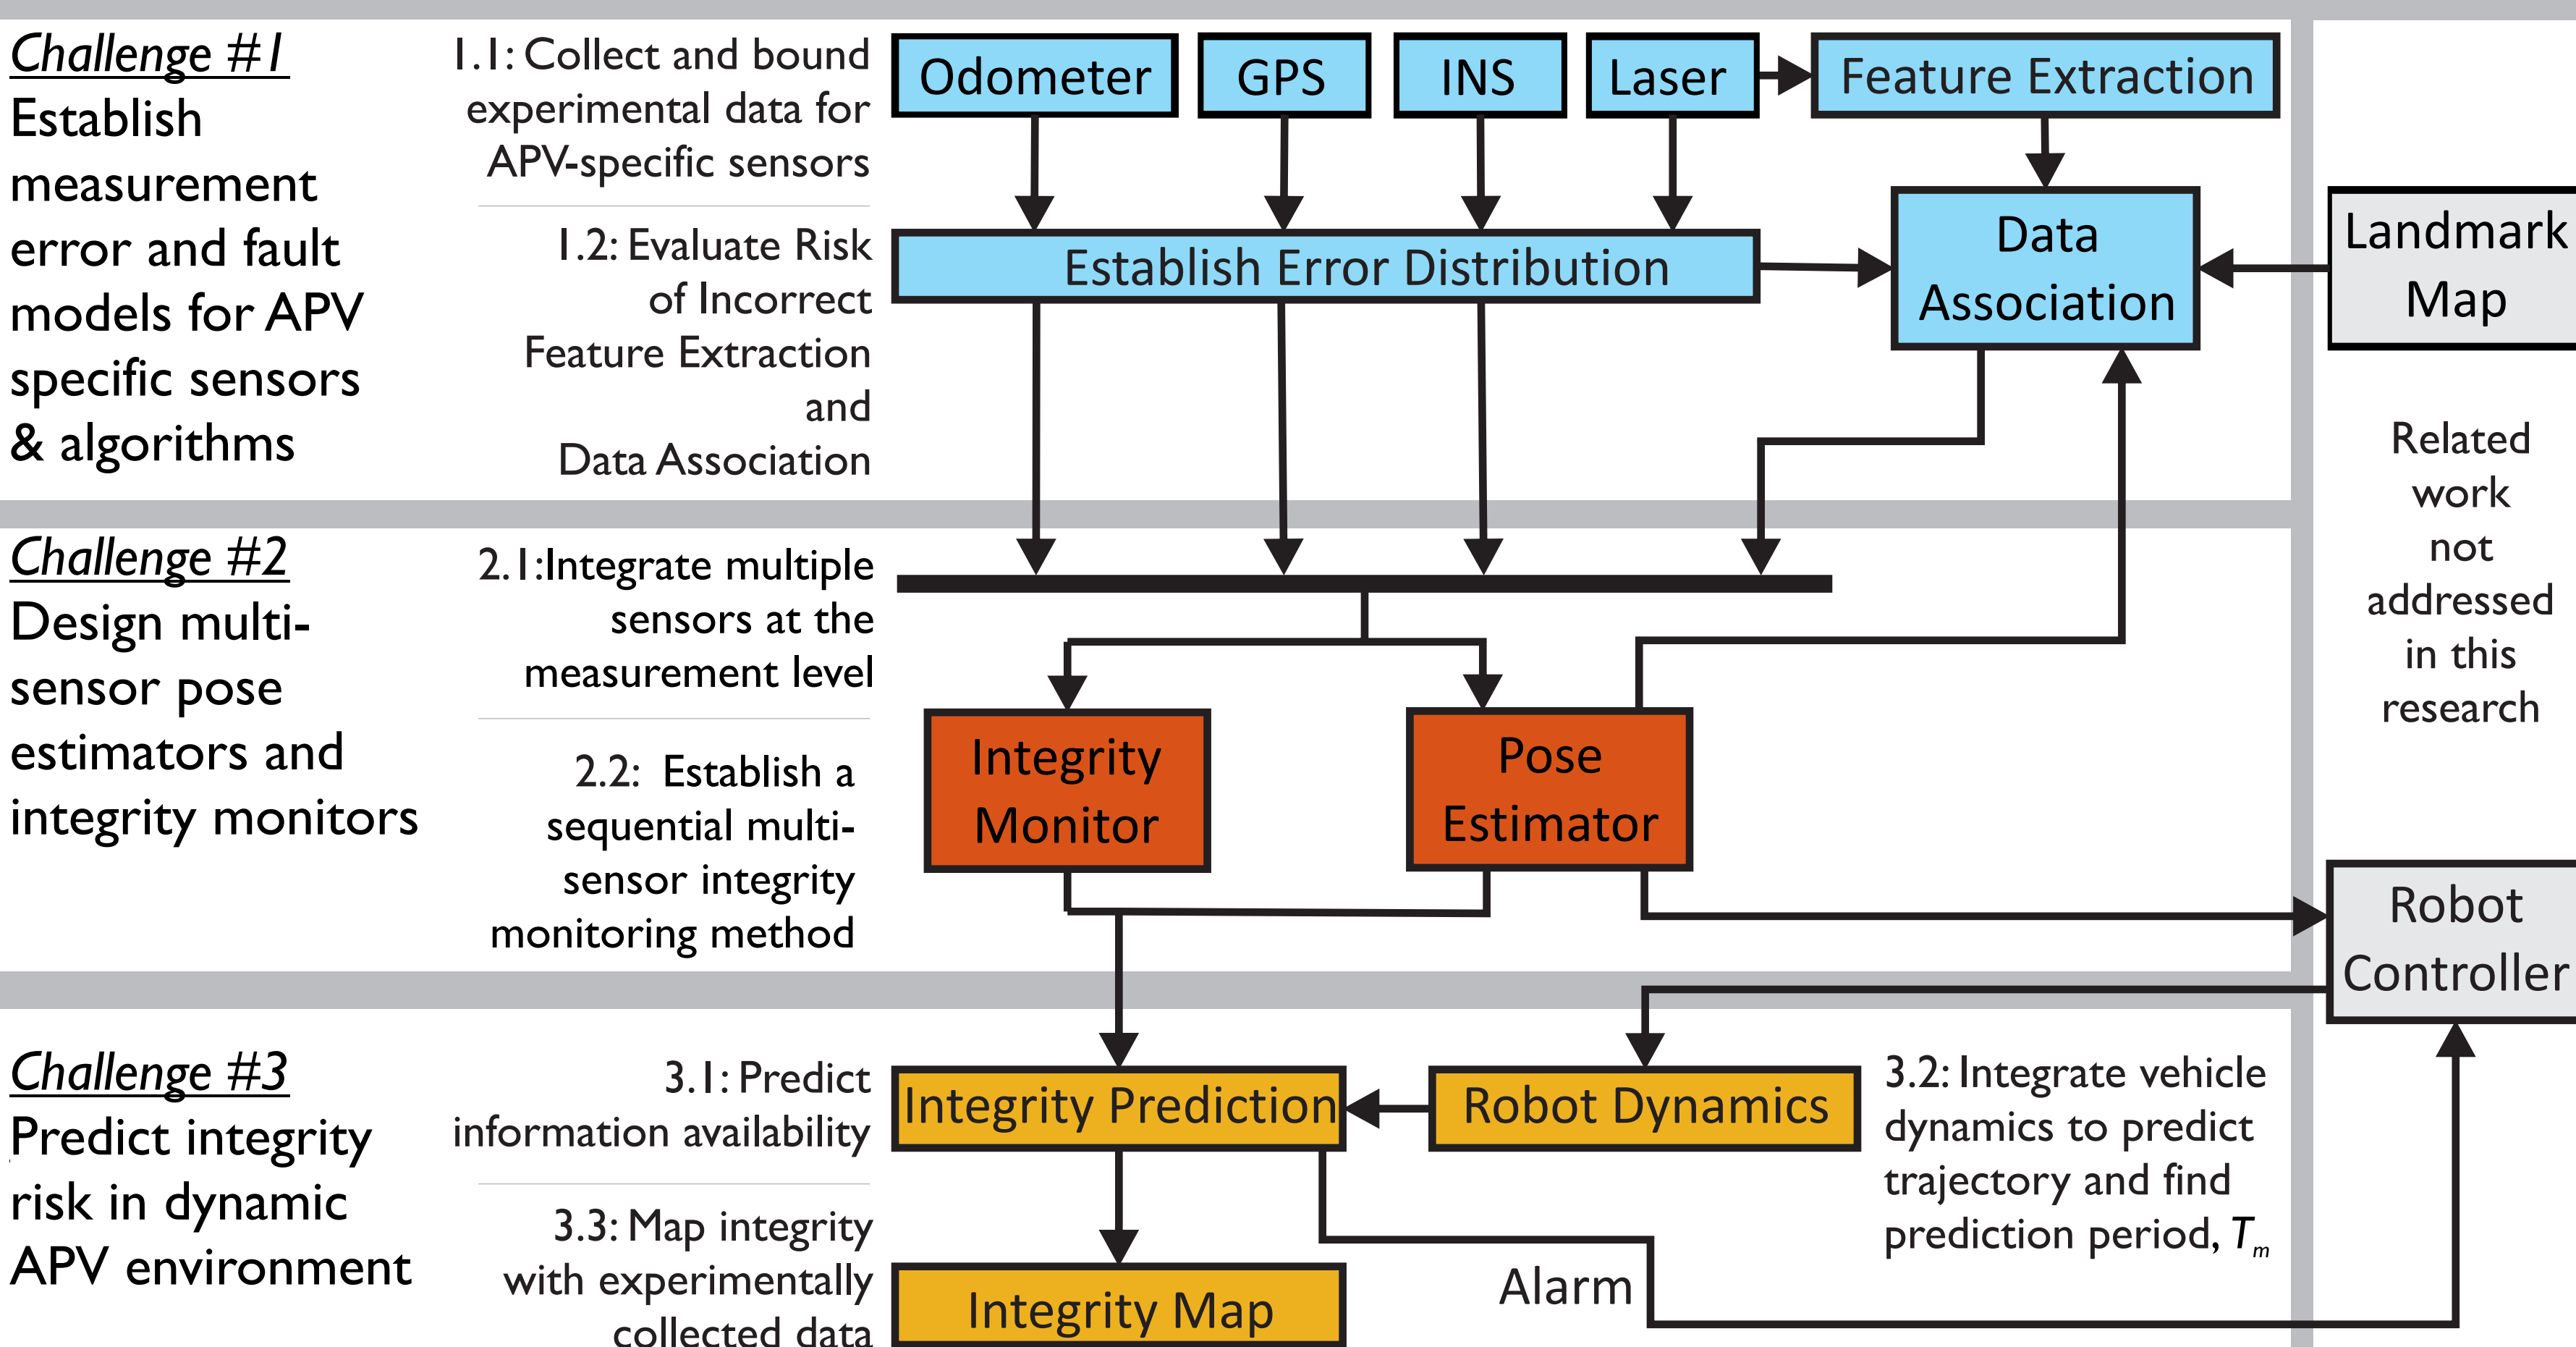 Challenge #1
Establish
measurement
error and fault
models for APV
specific sensors
& algorithms
1.1: Collect and bound
experimental data for
APV-specific sensors
1.2: Evaluate Risk
of Incorrect
Feature Extraction
and
Data Association
Odometer
GPS
INS
Laser
Feature Extraction
Establish Error Distribution
Data
Association
Landmark
Map
Related
work
not
addressed
in this
research
Challenge #2
Design multi-
sensor pose
estimators and
integrity monitors
2.1:Integrate multiple
sensors at the
measurement level
2.2: Establish a
sequential multi-
sensor integrity
monitoring method
Integrity
Monitor
Pose
Estimator
Robot
Controller
Challenge #3
Predict integrity
risk in dynamic
APV environment
3.1: Predict
information availability
3.3: Map integrity
with experimentally
collected data
Integrity Prediction
Robot Dynamics
3.2: Integrate vehicle
dynamics to predict
trajectory and find
prediction period, Tm
Alarm
Integrity Map